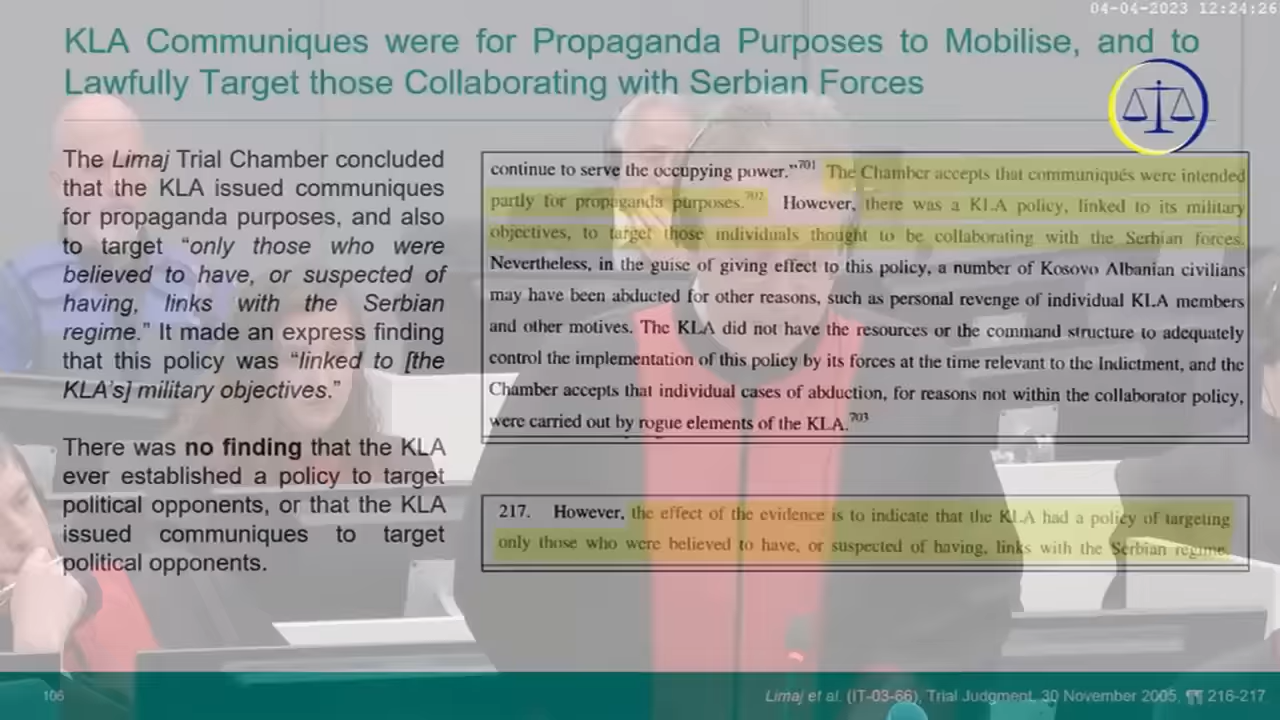 04-04-2023 12:24:26
KLA Communiques were for Propaganda Purposes to Mobilise, and to
Lawfully Target those Collaborating with Serbian Forces
The Limaj Trial Chamber concluded
that the KLA issued communiques
for propaganda purposes, and also
to target “only those who were
believed to have, or suspected of
having, links with the Serbian
regime.” It made an express finding
that this policy was “linked to [the
KLA's] military objectives.”
There was no finding that the KLA
ever established a policy to target
political opponents, or that the KLA
issued communiques to target
political opponents.
continue to serve the occupying power.”701 The Chamber accepts that communiqués were intended
partly for propaganda purposes.702 However, there was a KLA policy, linked to its military
objectives, to target those individuals thought to be collaborating with the Serbian forces.
Nevertheless, in the guise of giving effect to this policy, a number of Kosovo Albanian civilians
may have been abducted for other reasons, such as personal revenge of individual KLA members
and other motives. The KLA did not have the resources or the command structure to adequately
control the implementation of this policy by its forces at the time relevant to the Indictment, and the
Chamber accepts that individual cases of abduction, for reasons not within the collaborator policy,
were carried out by rogue elements of the KLA.703
217. However, the effect of the evidence is to indicate that the KLA had a policy of targeting
only those who were believed to have, or suspected of having, links with the Serbian regime.
106
Limaj et al. (IT-03-66), Trial Judgment, 30 November 2005, ¶¶ 216-217